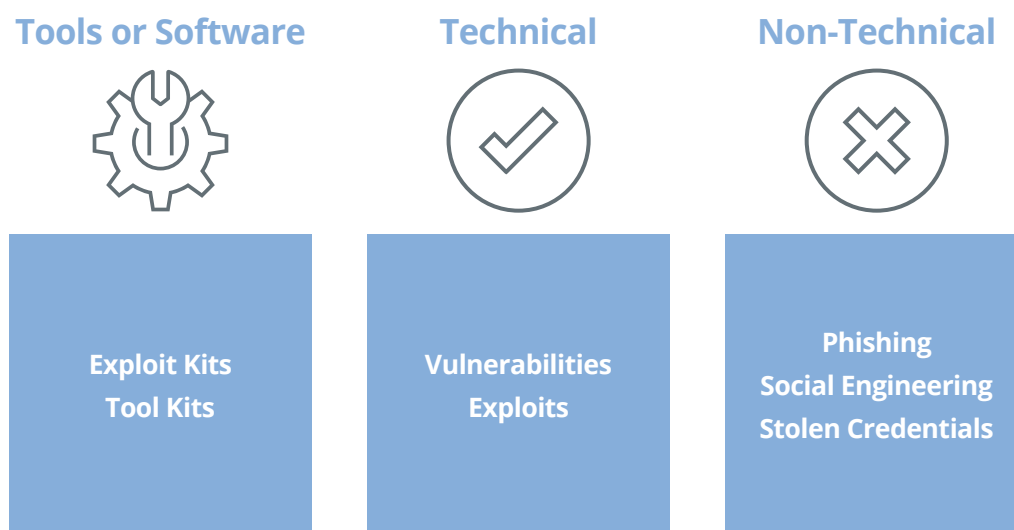 Tools or Software
Technical
Non-Technical
Exploit Kits
Tool Kits
Vulnerabilities
Exploits
Phishing
Social Engineering
Stolen Credentials